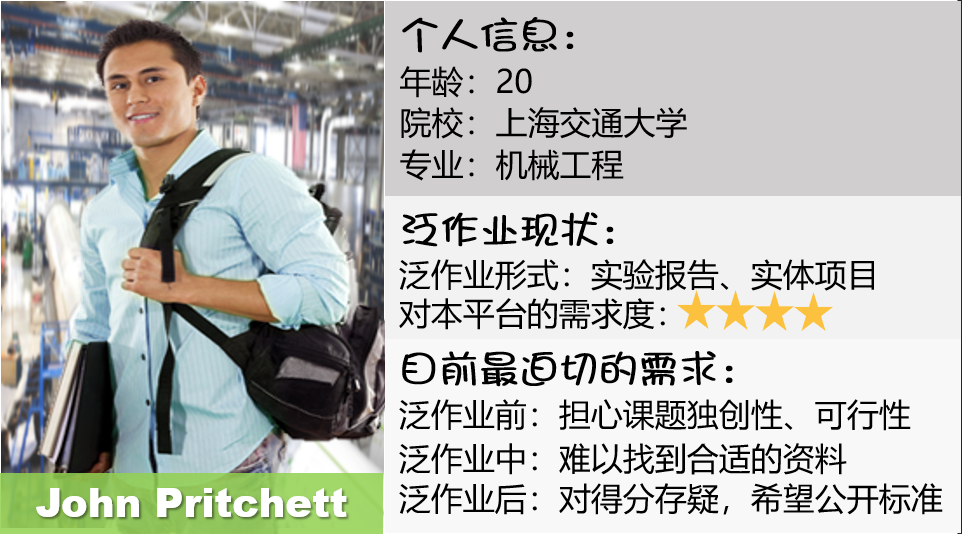 个人信息：
年龄：20
院校：上海交通大学
专业：机械工程
泛作业现状：
泛作业形式：实验报告、实体项目
对本平台的需求度：
目前最迫切的需求：
泛作业前：担心课题独创性、可行性
泛作业中：难以找到合适的资料
泛作业后：对得分存疑，希望公开标准
John Pritchett